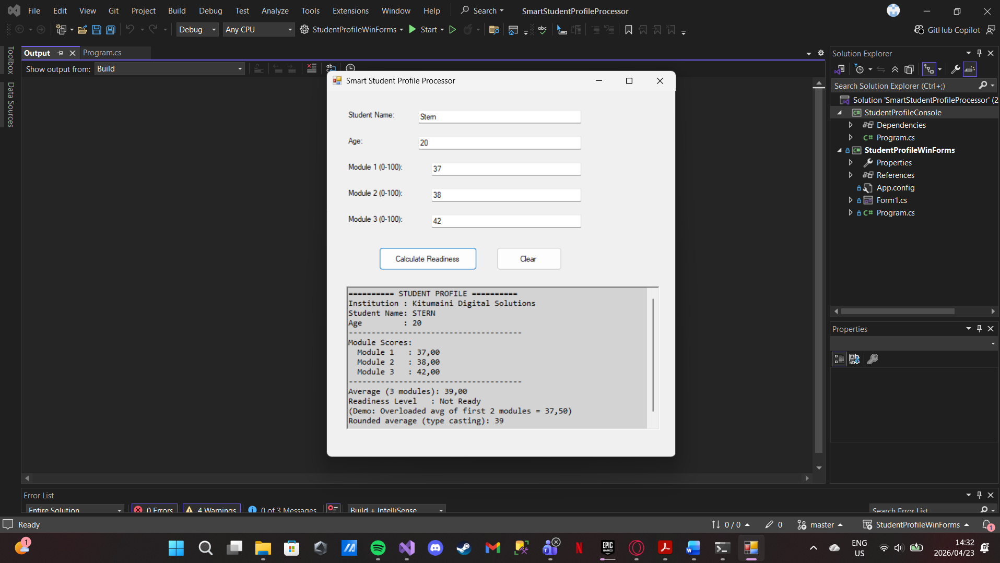 File Edit View Git Project Build Debug Test Analyze Tools Extensions Window Help Search SmartStudentProfileProcessor
Debug Any CPU StudentProfileWinForms Start GitHub Copilot
Toolbox
Data Sources
Output Program.cs
Show output from: Build
Smart Student Profile Processor
Student Name: Stern
Age: 20
Module 1 (0-100): 37
Module 2 (0-100): 38
Module 3 (0-100): 42
Calculate Readiness Clear
========== STUDENT PROFILE ==========
Institution : Kitumaini Digital Solutions
Student Name: STERN
Age : 20
--------------------------------------
Module Scores:
Module 1 : 37,00
Module 2 : 38,00
Module 3 : 42,00
--------------------------------------
Average (3 modules): 39,00
Readiness Level : Not Ready
(Demo: Overloaded avg of first 2 modules = 37,50)
Rounded average (type casting): 39
Solution Explorer
Search Solution Explorer (Ctrl+;)
Solution 'SmartStudentProfileProcessor' (2
C# StudentProfileConsole
Dependencies
C# Program.cs
C# StudentProfileWinForms
Properties
References
App.config
Form1.cs
C# Program.cs
Properties
Error List
Entire Solution 0 Errors 4 Warnings 0 of 3 Messages Build + IntelliSense Search Error List
Ready 0 / 0 0 master StudentProfileWinForms 1
1 EPIC GAMES ENG US 14:32 2026/04/23